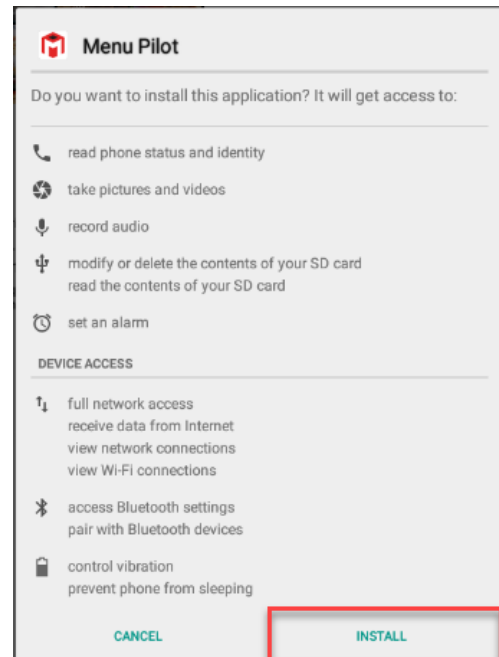 Menu Pilot
Do you want to install this application? It will get access to:
read phone status and identity
take pictures and videos
record audio
modify or delete the contents of your SD card
read the contents of your SD card
set an alarm
DEVICE ACCESS
full network access
receive data from Internet
view network connections
view Wi-Fi connections
access Bluetooth settings
pair with Bluetooth devices
control vibration
prevent phone from sleeping
CANCEL
INSTALL